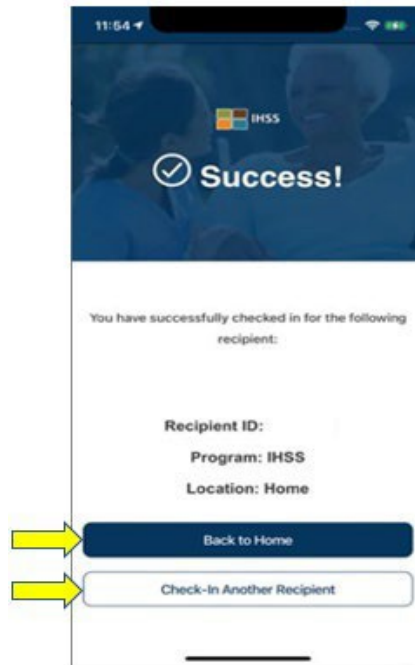 11:54
IHSS
Success!
You have successfully checked in for the following
recipient:
Recipient ID:
Program: IHSS
Location: Home
Back to Home
Check-In Another Recipient